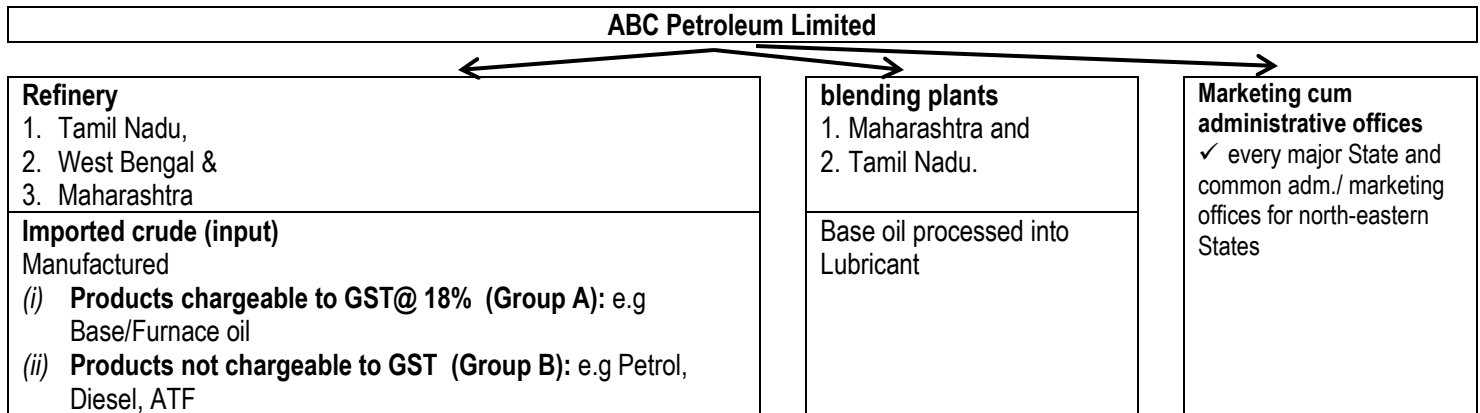 ABC Petroleum Limited
Refinery
1. Tamil Nadu,
2. West Bengal &
3. Maharashtra
Imported crude (input)
Manufactured
(i) Products chargeable to GST@ 18% (Group A): e.g
Base/Furnace oil
(ii) Products not chargeable to GST (Group B): e.g Petrol,
Diesel, ATF
blending plants
1. Maharashtra and
2. Tamil Nadu.
Base oil processed into
Lubricant
Marketing cum
administrative offices
✓ every major State and
common adm./ marketing
offices for north-eastern
States